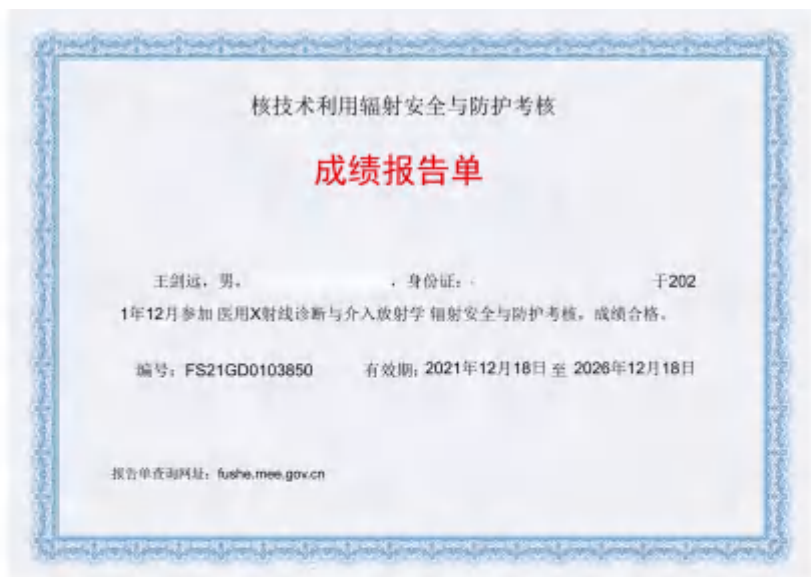 核技术利用辐射安全与防护考核
成绩报告单
王剑远，男， ，身份证： 于202
1年12月参加 医用X射线诊断与介入放射学 辐射安全与防护考核，成绩合格。
编号：FS21GD0103850 有效期：2021年12月18日 至 2026年12月18日
报告单查询网址：fushe.mee.gov.cn